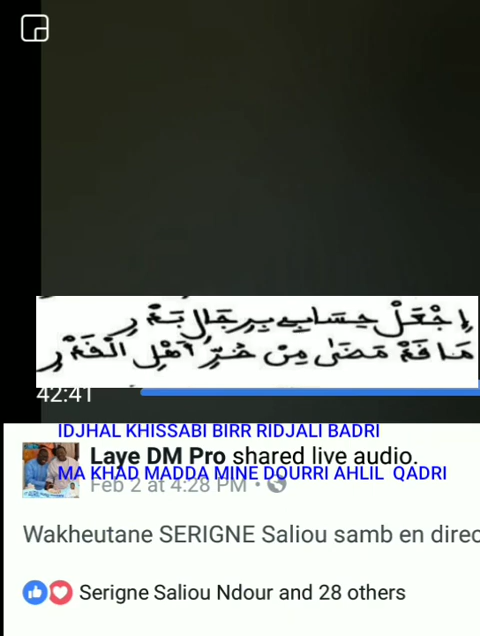 إِجْعَلْ حِسَابِے بِرِجَالِ بَدْرِ
مَا قَدْ مَضَىٰ مِنْ ضُرِّ أَهْلِ الْقَدْرِ
42:41
IDJHAL KHISSABI BIRR RIDJALI BADRI
Laye DM Pro shared live audio.
MA KHAD MADDA MINE DOURRI AHLIL QADRI
Feb 2 at 4:28 PM •
Wakheutane SERIGNE Saliou samb en direc
Serigne Saliou Ndour and 28 others